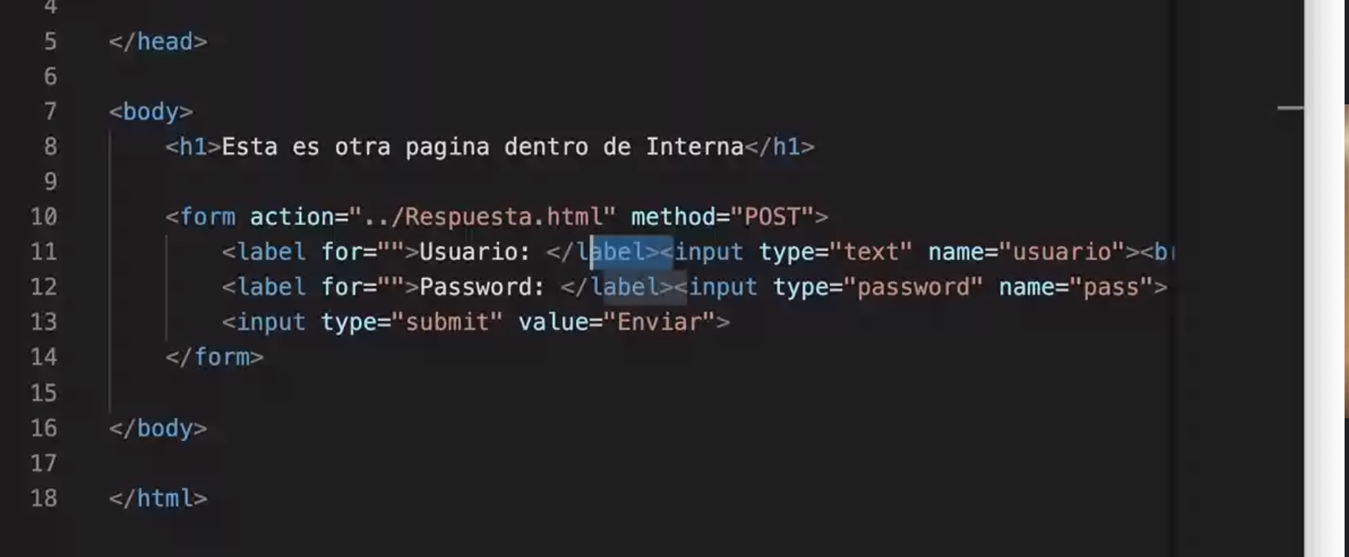 4
5 </head>
6
7 <body>
8 <h1>Esta es otra pagina dentro de Interna</h1>
9
10 <form action="../Respuesta.html" method="POST">
11 <label for="">Usuario: </label><input type="text" name="usuario"><b
12 <label for="">Password: </label><input type="password" name="pass">
13 <input type="submit" value="Enviar">
14 </form>
15
16 </body>
17
18 </html>